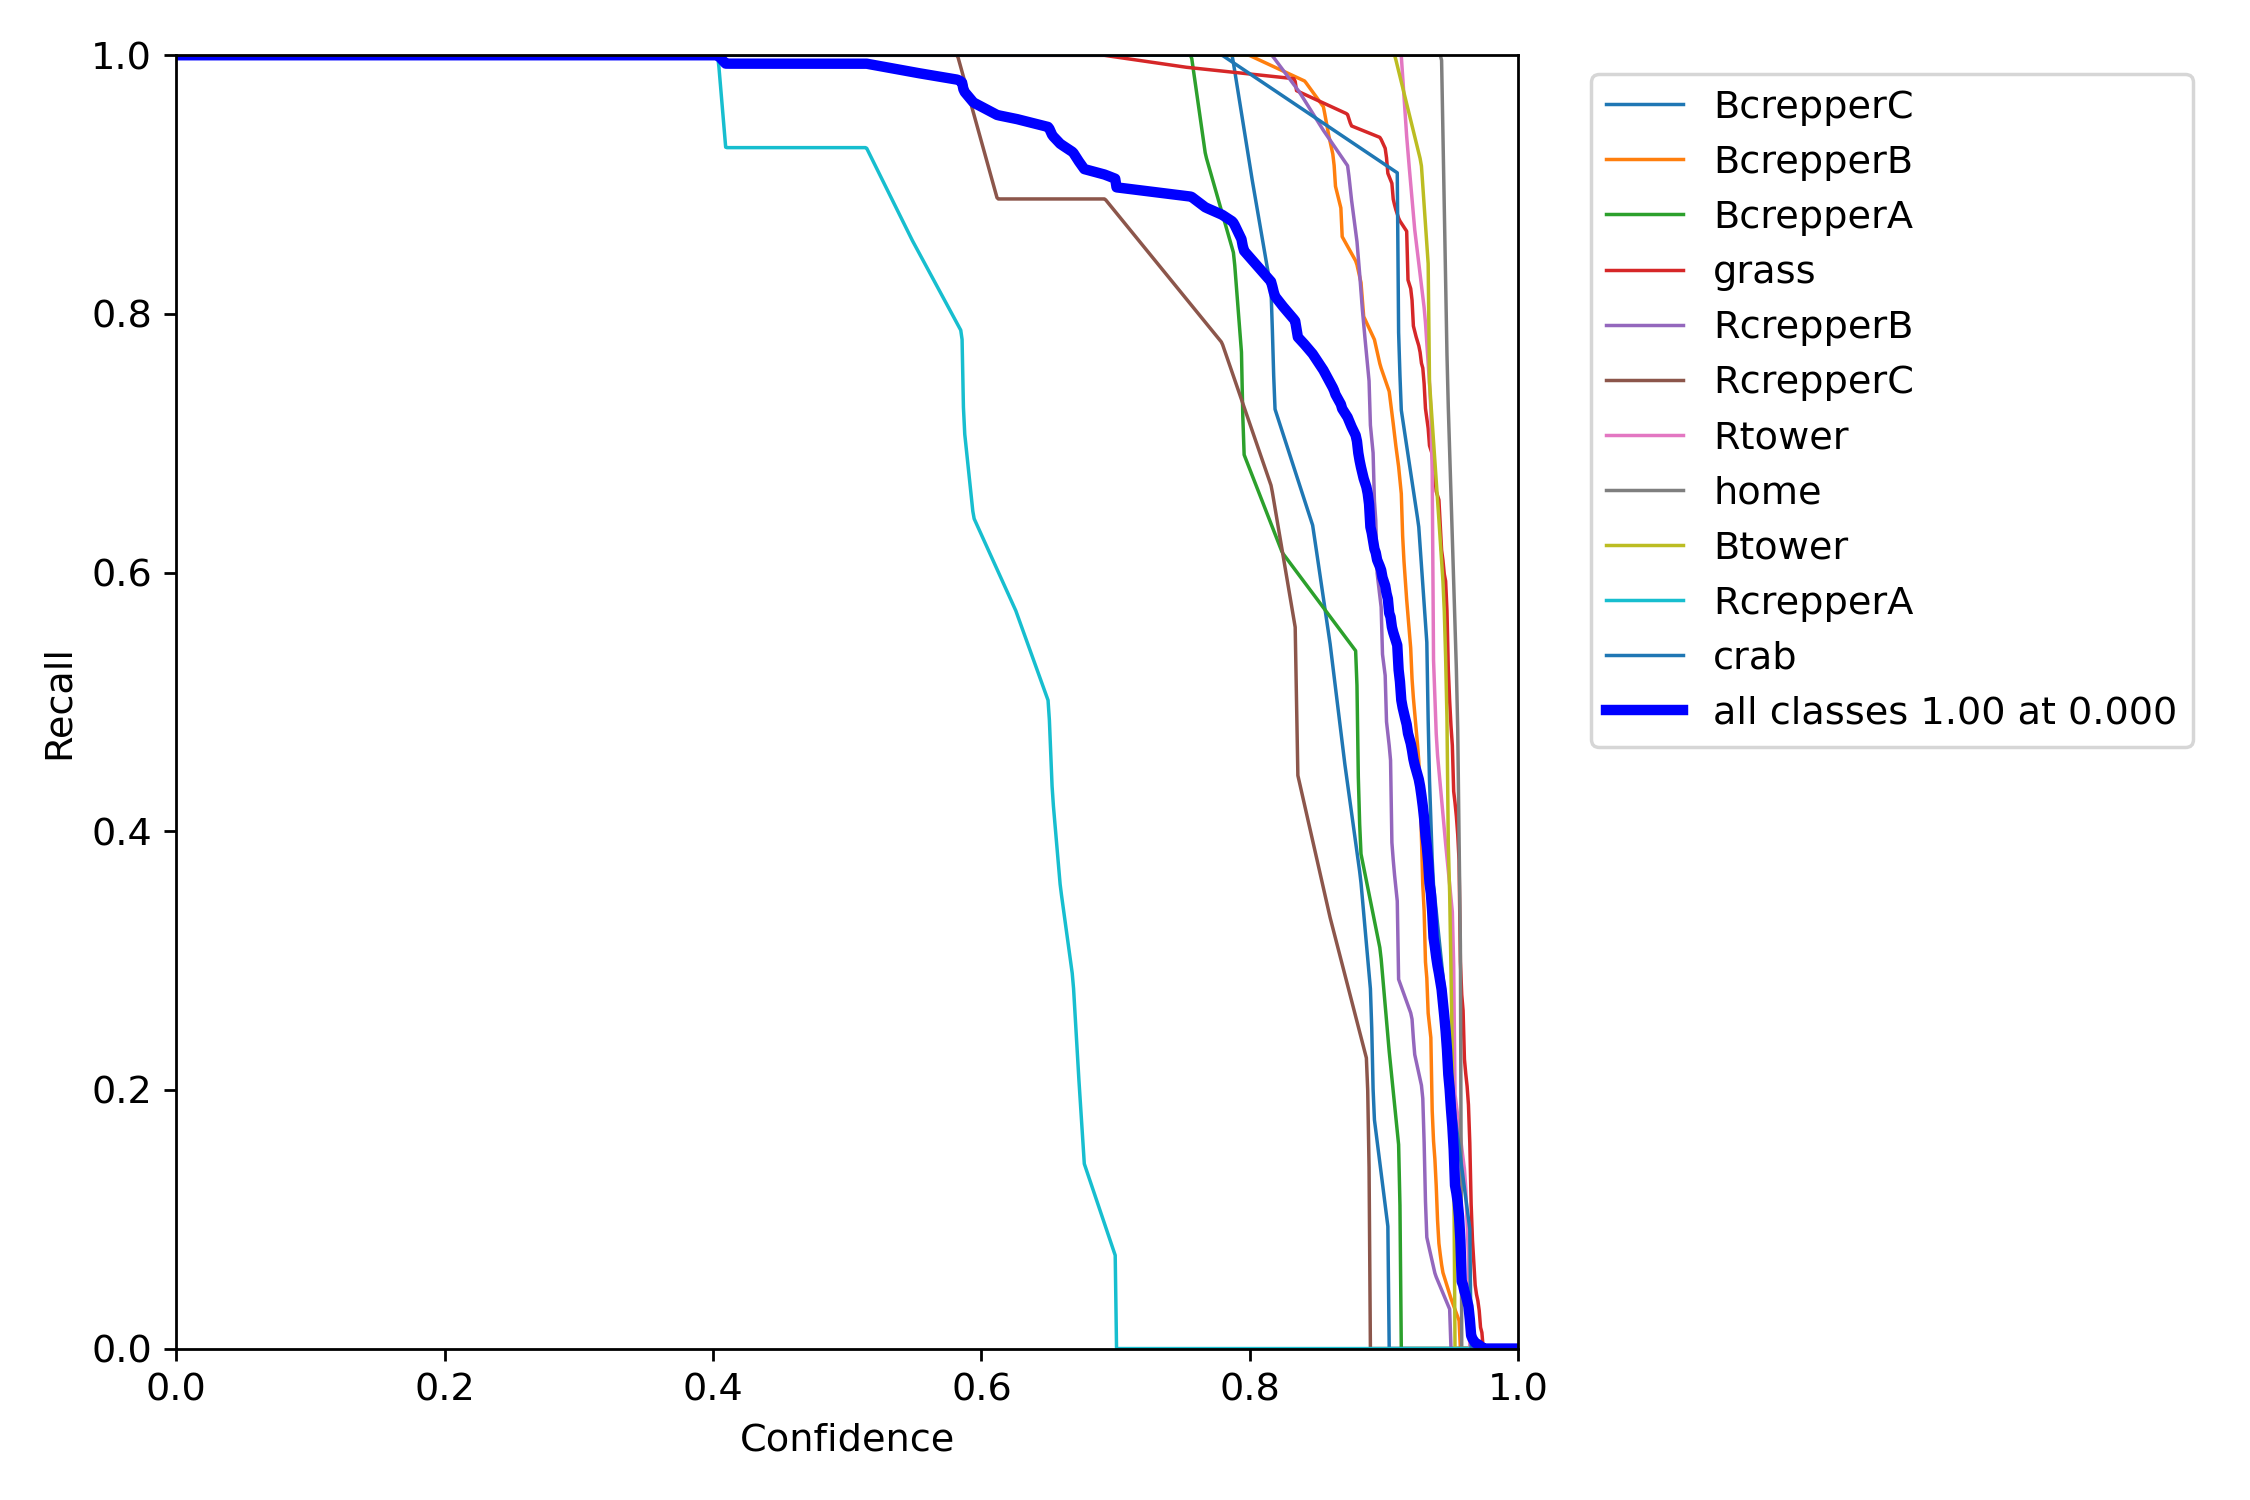 1.0
0.8
0.6
0.4
0.2
0.0
Recall
0.0 0.2 0.4 0.6 0.8 1.0
Confidence
BcrepperC
BcrepperB
BcrepperA
grass
RcrepperB
RcrepperC
Rtower
home
Btower
RcrepperA
crab
all classes 1.00 at 0.000